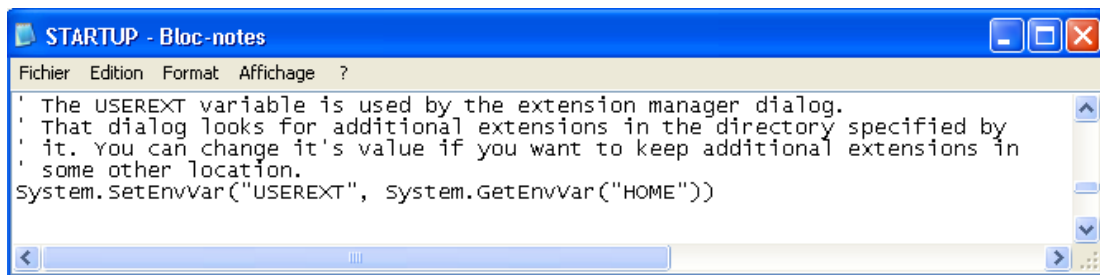 STARTUP - Bloc-notes
Fichier Edition Format Affichage ?
' The USEREXT variable is used by the extension manager dialog.
' That dialog looks for additional extensions in the directory specified by
' it. You can change it's value if you want to keep additional extensions in
' some other location.
System.SetEnvVar("USEREXT", System.GetEnvVar("HOME"))